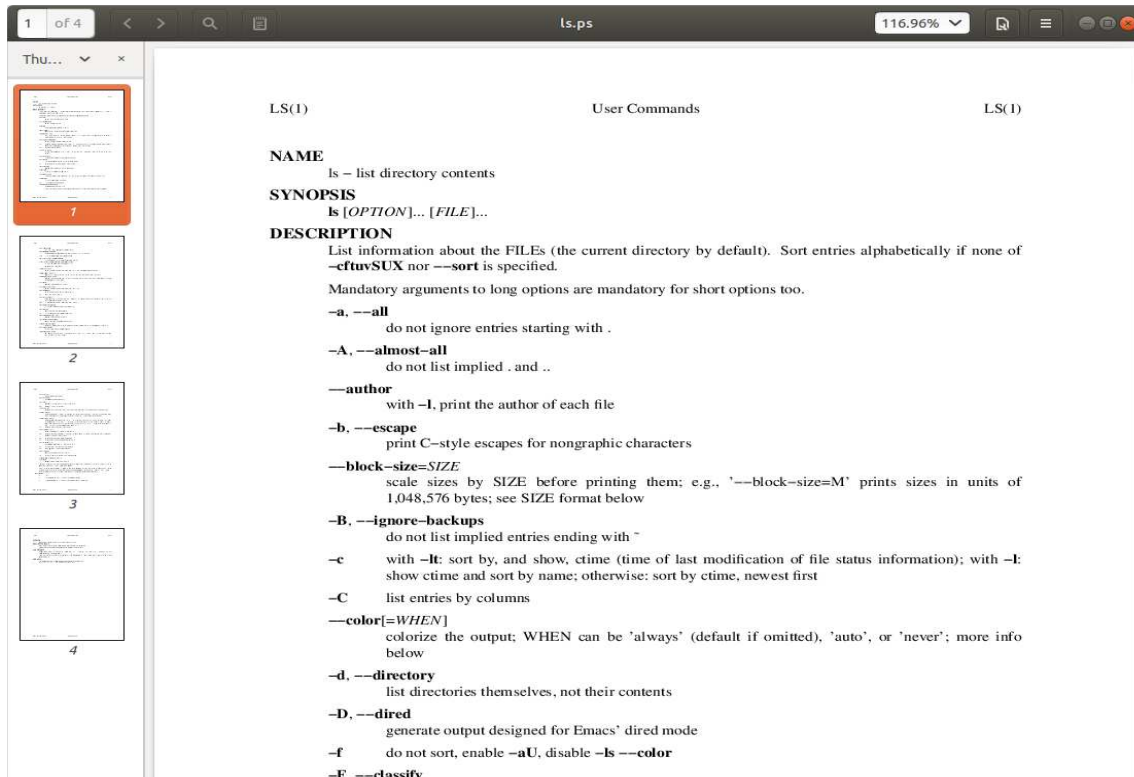 1 of 4
ls.ps
116.96%
Thu...
1
2
3
4
LS(1) User Commands LS(1)
NAME
ls − list directory contents
SYNOPSIS
ls [OPTION]... [FILE]...
DESCRIPTION
List information about the FILEs (the current directory by default). Sort entries alphabetically if none of
−cftuvSUX nor −−sort is specified.
Mandatory arguments to long options are mandatory for short options too.
−a, −−all
do not ignore entries starting with .
−A, −−almost−all
do not list implied . and ..
−−author
with −l, print the author of each file
−b, −−escape
print C−style escapes for nongraphic characters
−−block−size=SIZE
scale sizes by SIZE before printing them; e.g., '−−block−size=M' prints sizes in units of
1,048,576 bytes; see SIZE format below
−B, −−ignore−backups
do not list implied entries ending with ~
−c with −lt: sort by, and show, ctime (time of last modification of file status information); with −l:
show ctime and sort by name; otherwise: sort by ctime, newest first
−C list entries by columns
−−color[=WHEN]
colorize the output; WHEN can be 'always' (default if omitted), 'auto', or 'never'; more info
below
−d, −−directory
list directories themselves, not their contents
−D, −−dired
generate output designed for Emacs' dired mode
−f do not sort, enable −aU, disable −ls −−color
−F, −−classify